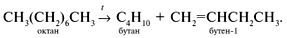 CH₃(CH₂)₆CH₃ →ᵗ C₄H₁₀ + CH₂=CHCH₂CH₃.
октан бутан бутен-1